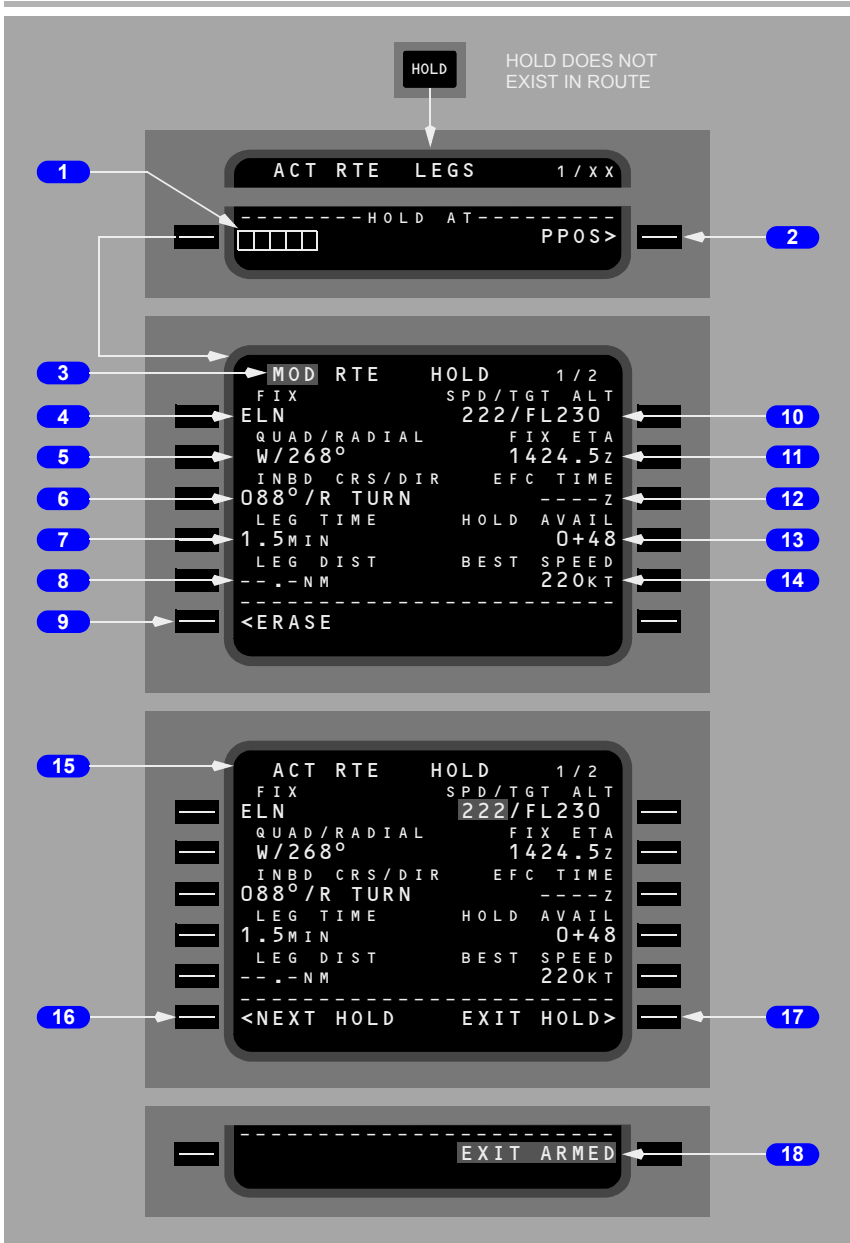 HOLD
HOLD DOES NOT
EXIST IN ROUTE
ACT RTE LEGS 1/XX
1
--------HOLD AT---------
PPOS>
2
3
MOD RTE HOLD 1/2
FIX SPD/TGT ALT
4
ELN 222/FL230
10
QUAD/RADIAL FIX ETA
5
W/268° 1424.5z
11
INBD CRS/DIR EFC TIME
6
088°/R TURN ----z
12
LEG TIME HOLD AVAIL
7
1.5MIN 0+48
13
LEG DIST BEST SPEED
8
--.-NM 220KT
14
------------------------
9
<ERASE
15
ACT RTE HOLD 1/2
FIX SPD/TGT ALT
ELN 222/FL230
QUAD/RADIAL FIX ETA
W/268° 1424.5z
INBD CRS/DIR EFC TIME
088°/R TURN ----z
LEG TIME HOLD AVAIL
1.5MIN 0+48
LEG DIST BEST SPEED
--.-NM 220KT
------------------------
16
<NEXT HOLD EXIT HOLD>
17
------------------------
EXIT ARMED
18